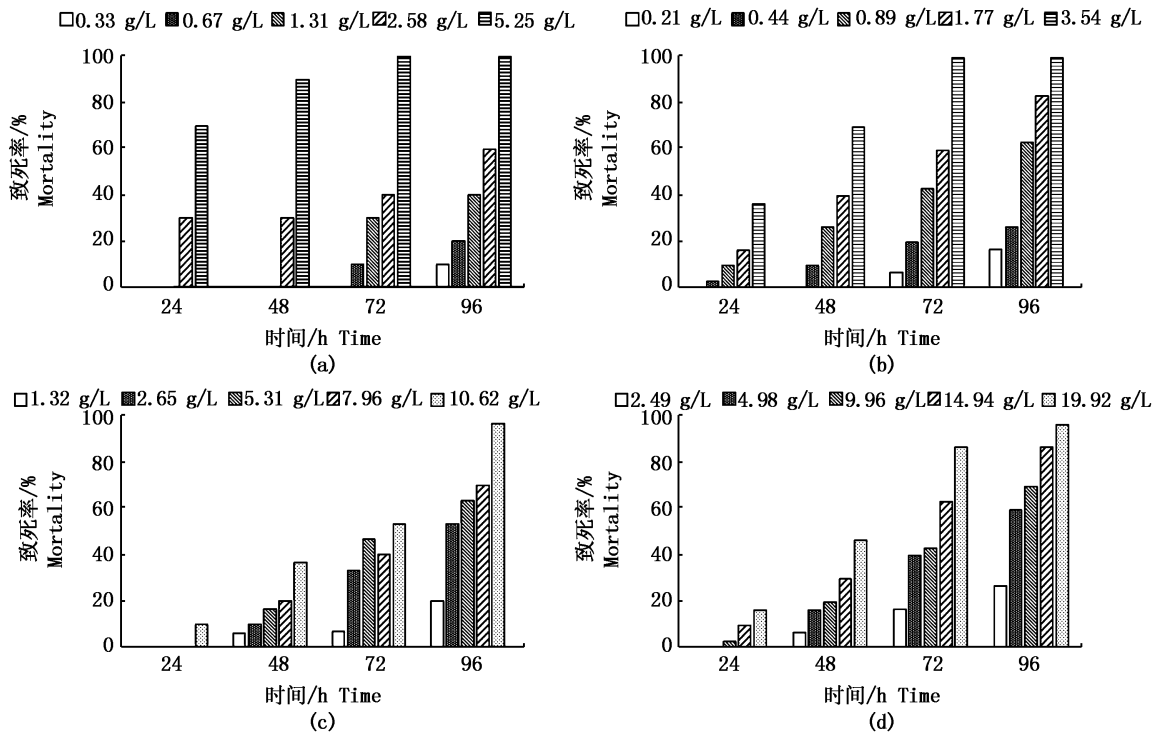 0.33 g/L 0.67 g/L 1.31 g/L 2.58 g/L 5.25 g/L
致死率/%
Mortality
100
80
60
40
20
0
24 48 72 96
时间/h Time
(a)
0.21 g/L 0.44 g/L 0.89 g/L 1.77 g/L 3.54 g/L
致死率/%
Mortality
100
80
60
40
20
0
24 48 72 96
时间/h Time
(b)
1.32 g/L 2.65 g/L 5.31 g/L 7.96 g/L 10.62 g/L
致死率/%
Mortality
100
80
60
40
20
0
24 48 72 96
时间/h Time
(c)
2.49 g/L 4.98 g/L 9.96 g/L 14.94 g/L 19.92 g/L
致死率/%
Mortality
100
80
60
40
20
0
24 48 72 96
时间/h Time
(d)